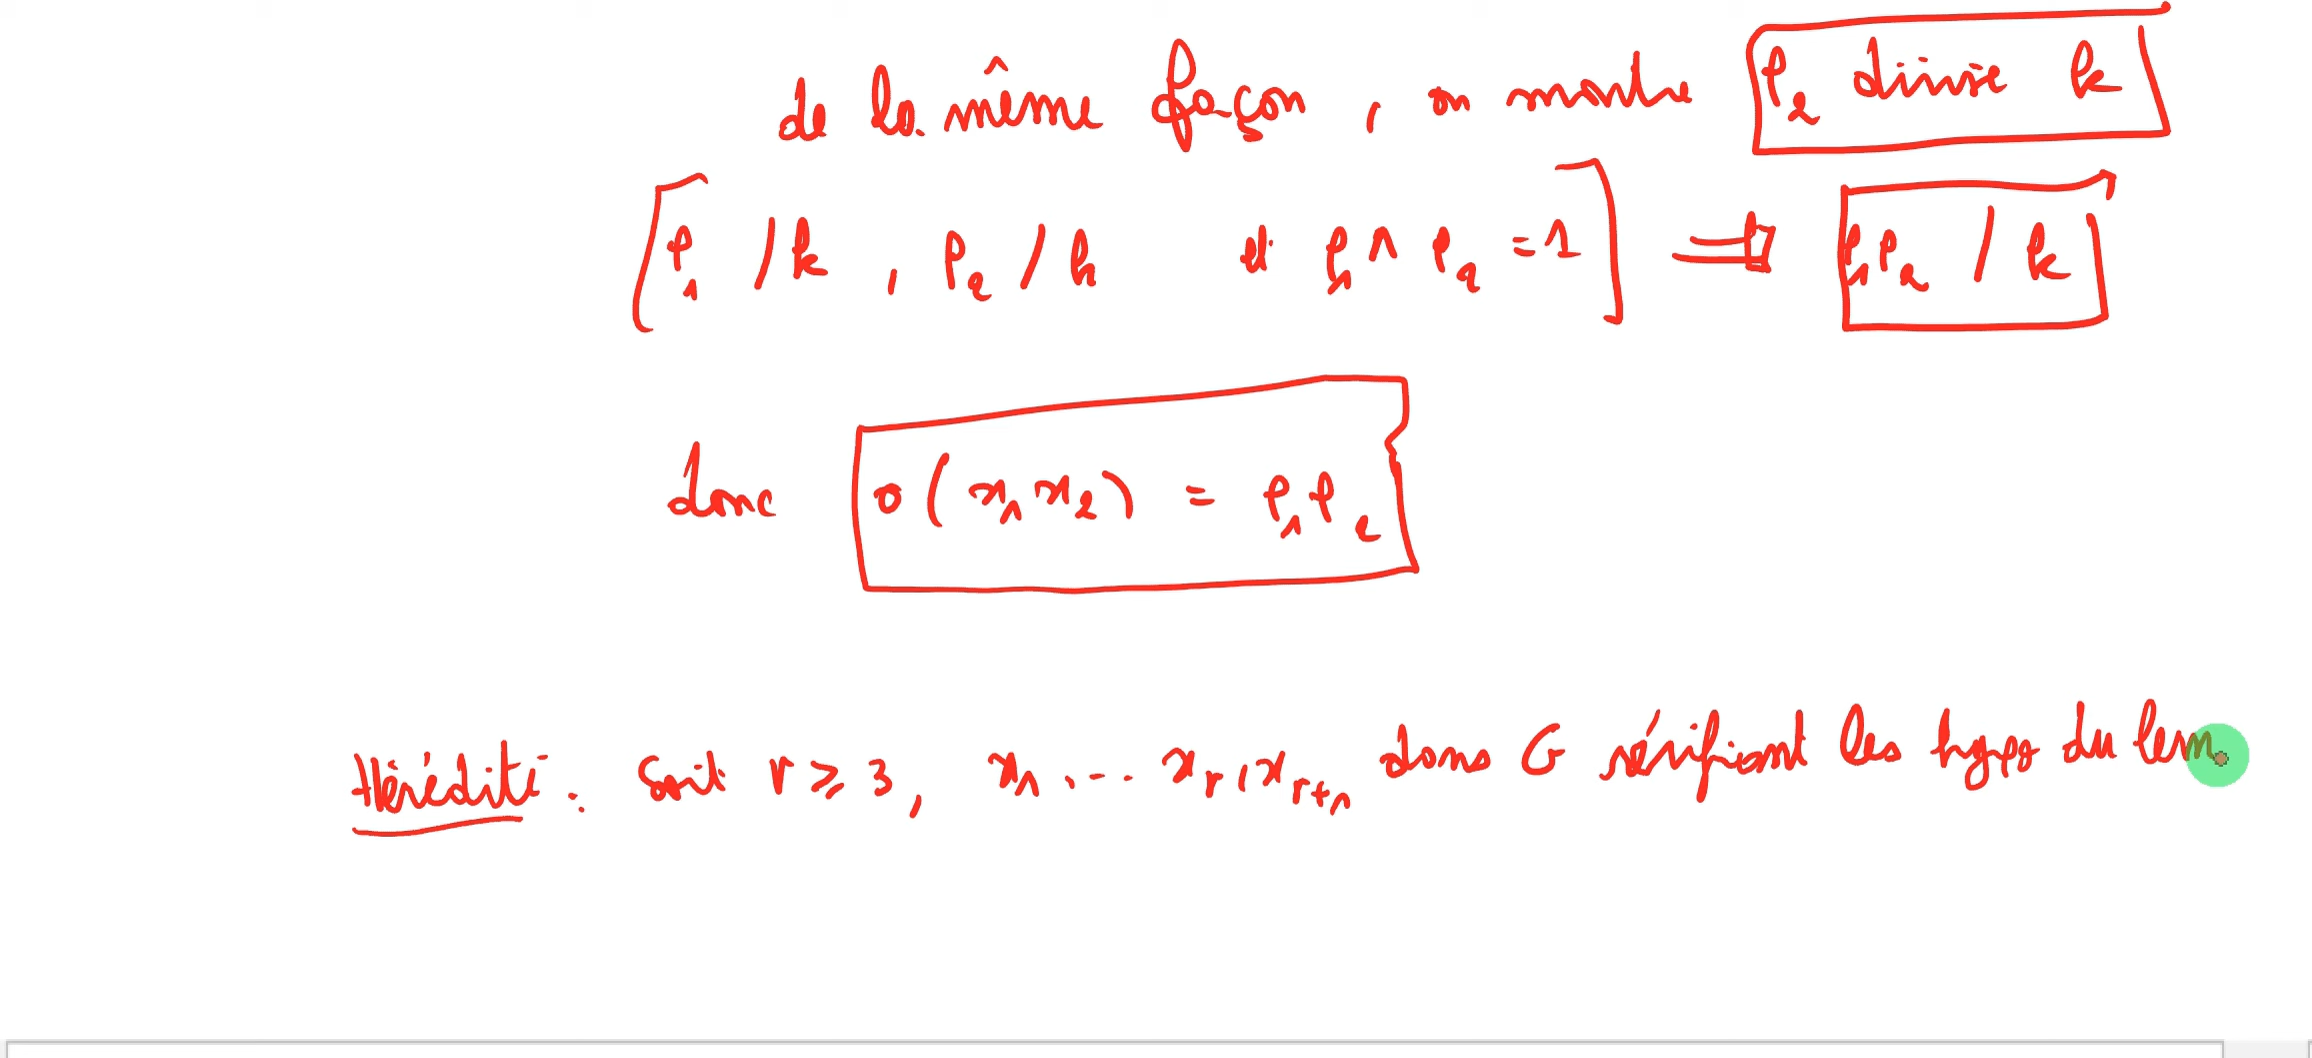 de la même façon, on montre p₂ divise k
[p₁ / k, p₂ / k et p₁ ∧ p₂ = 1] ⟹ p₁p₂ / k
donc o(x₁x₂) = p₁p₂
Hérédité : Soit r ⩾ 3, x₁, ... xᵣ, xᵣ₊₁ dans G vérifiant les hyps du lem